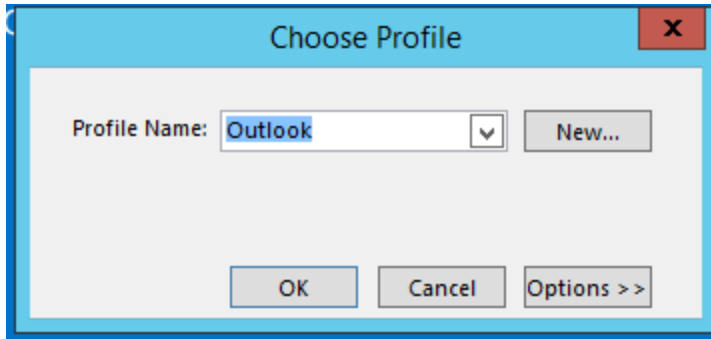 Choose Profile
x
Profile Name: Outlook New...
OK Cancel Options >>